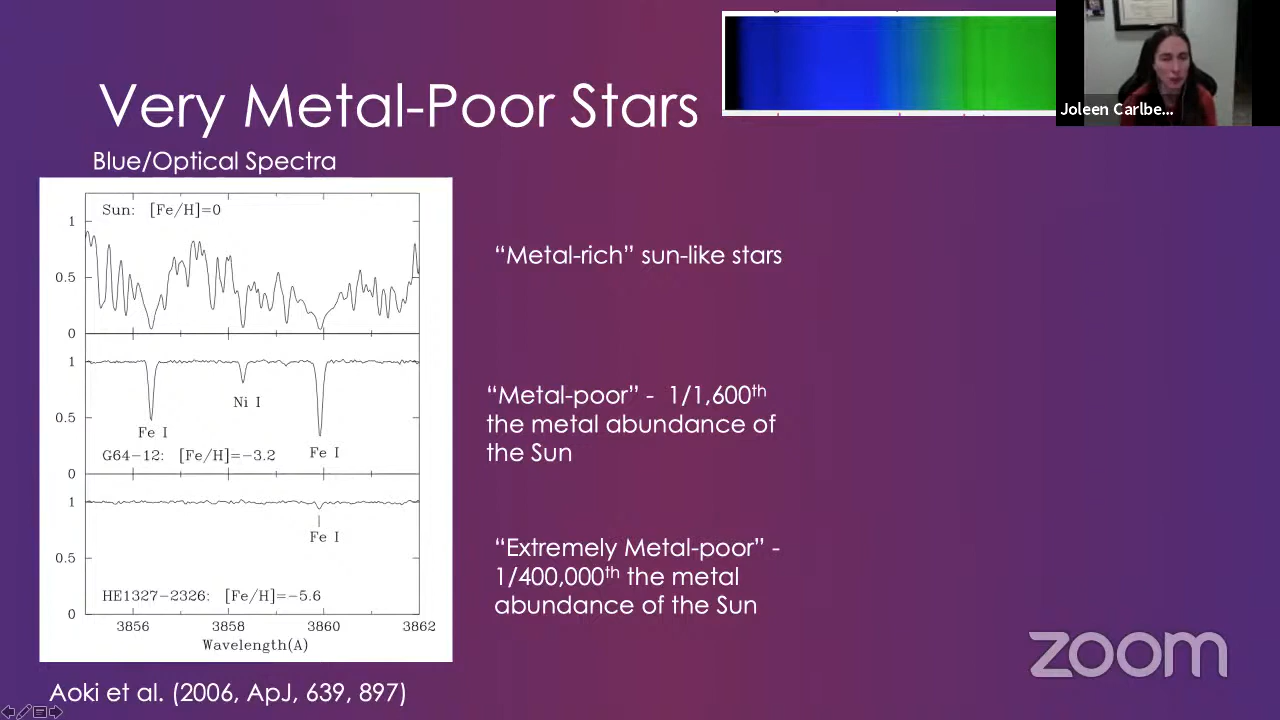 Very Metal-Poor Stars
Joleen Carlbe...
Blue/Optical Spectra
Sun: [Fe/H]=0
1
0.5
0
1
0.5
0
Ni I
Fe I
Fe I
G64-12: [Fe/H]=-3.2
1
0.5
0
Fe I
HE1327-2326: [Fe/H]=-5.6
3856 3858 3860 3862
Wavelength(A)
“Metal-rich” sun-like stars
“Metal-poor” - 1/1,600th
the metal abundance of
the Sun
“Extremely Metal-poor” -
1/400,000th the metal
abundance of the Sun
Aoki et al. (2006, ApJ, 639, 897)
zoom